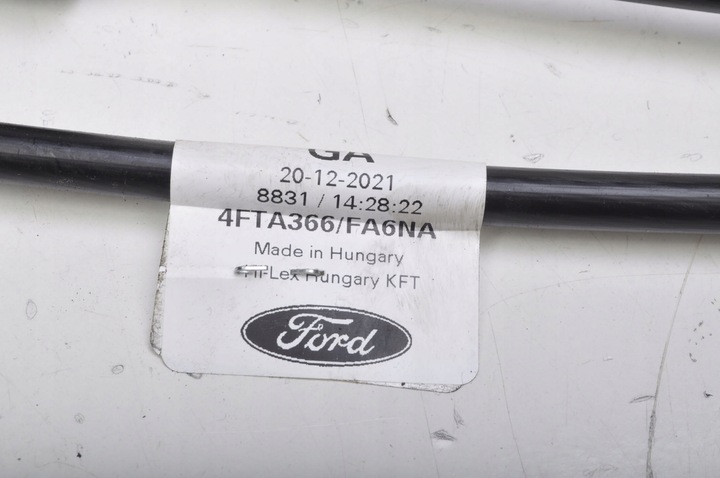 GA
20-12-2021
8831 / 14:28:22
4FTA366/FA6NA
Made in Hungary
Hungary KFT
Ford